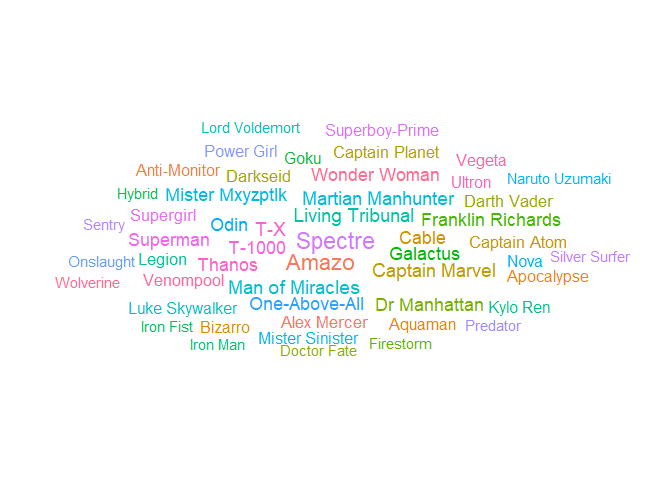 Lord Voldemort
Superboy-Prime
Power Girl
Goku
Captain Planet
Vegeta
Anti-Monitor
Darkseid
Wonder Woman
Ultron
Naruto Uzumaki
Hybrid
Mister Mxyzptlk
Martian Manhunter
Darth Vader
Sentry
Supergirl
Odin
T-X
Living Tribunal
Franklin Richards
Superman
T-1000
Spectre
Cable
Captain Atom
Onslaught
Legion
Thanos
Amazo
Galactus
Captain Marvel
Nova
Silver Surfer
Wolverine
Venompool
Man of Miracles
Apocalypse
Luke Skywalker
One-Above-All
Dr Manhattan
Kylo Ren
Iron Fist
Bizarro
Alex Mercer
Aquaman
Predator
Iron Man
Mister Sinister
Doctor Fate
Firestorm